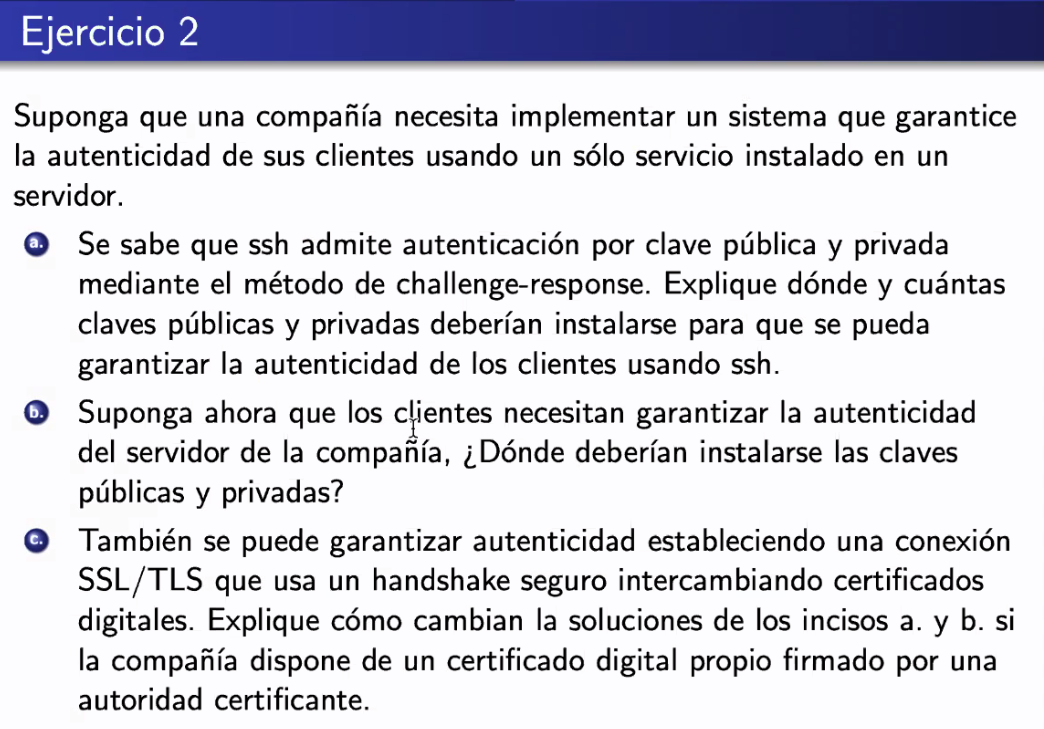 Ejercicio 2
Suponga que una compañía necesita implementar un sistema que garantice
la autenticidad de sus clientes usando un sólo servicio instalado en un
servidor.
a. Se sabe que ssh admite autenticación por clave pública y privada
mediante el método de challenge-response. Explique dónde y cuántas
claves públicas y privadas deberían instalarse para que se pueda
garantizar la autenticidad de los clientes usando ssh.
b. Suponga ahora que los clientes necesitan garantizar la autenticidad
del servidor de la compañía, ¿Dónde deberían instalarse las claves
públicas y privadas?
c. También se puede garantizar autenticidad estableciendo una conexión
SSL/TLS que usa un handshake seguro intercambiando certificados
digitales. Explique cómo cambian la soluciones de los incisos a. y b. si
la compañía dispone de un certificado digital propio firmado por una
autoridad certificante.